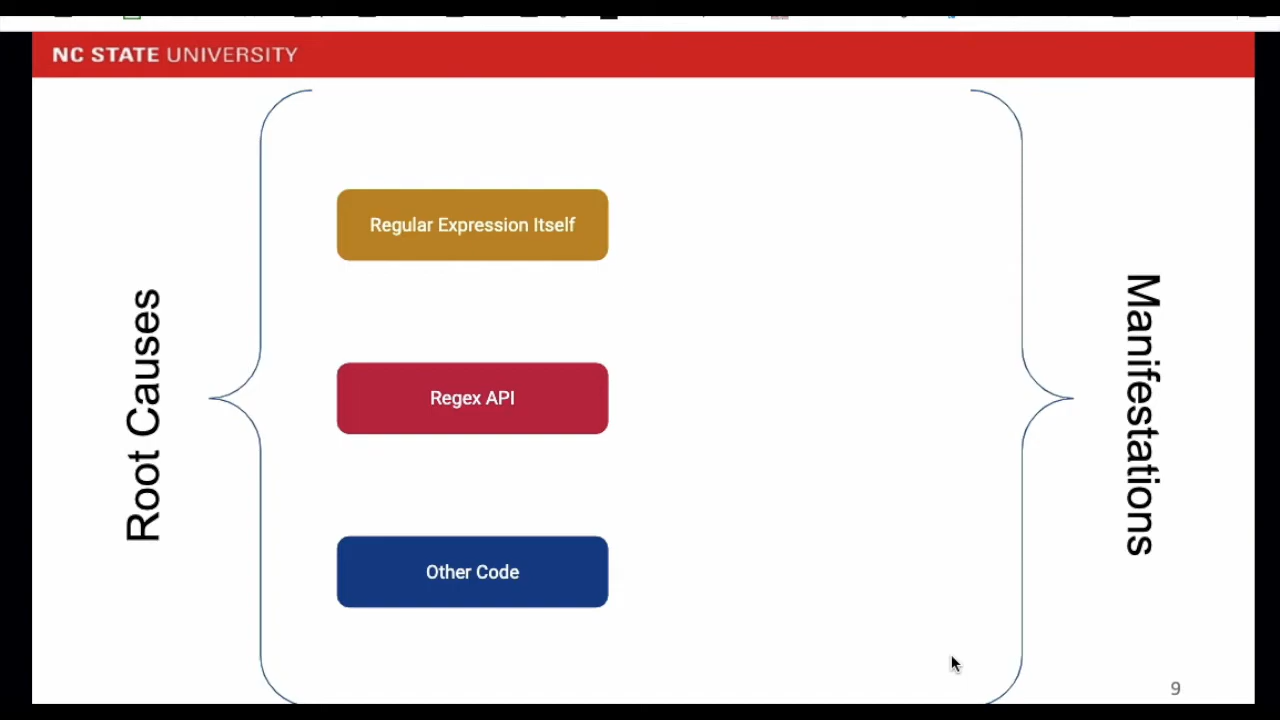 NC STATE UNIVERSITY
Root Causes
Regular Expression Itself
Regex API
Other Code
Manifestations
9